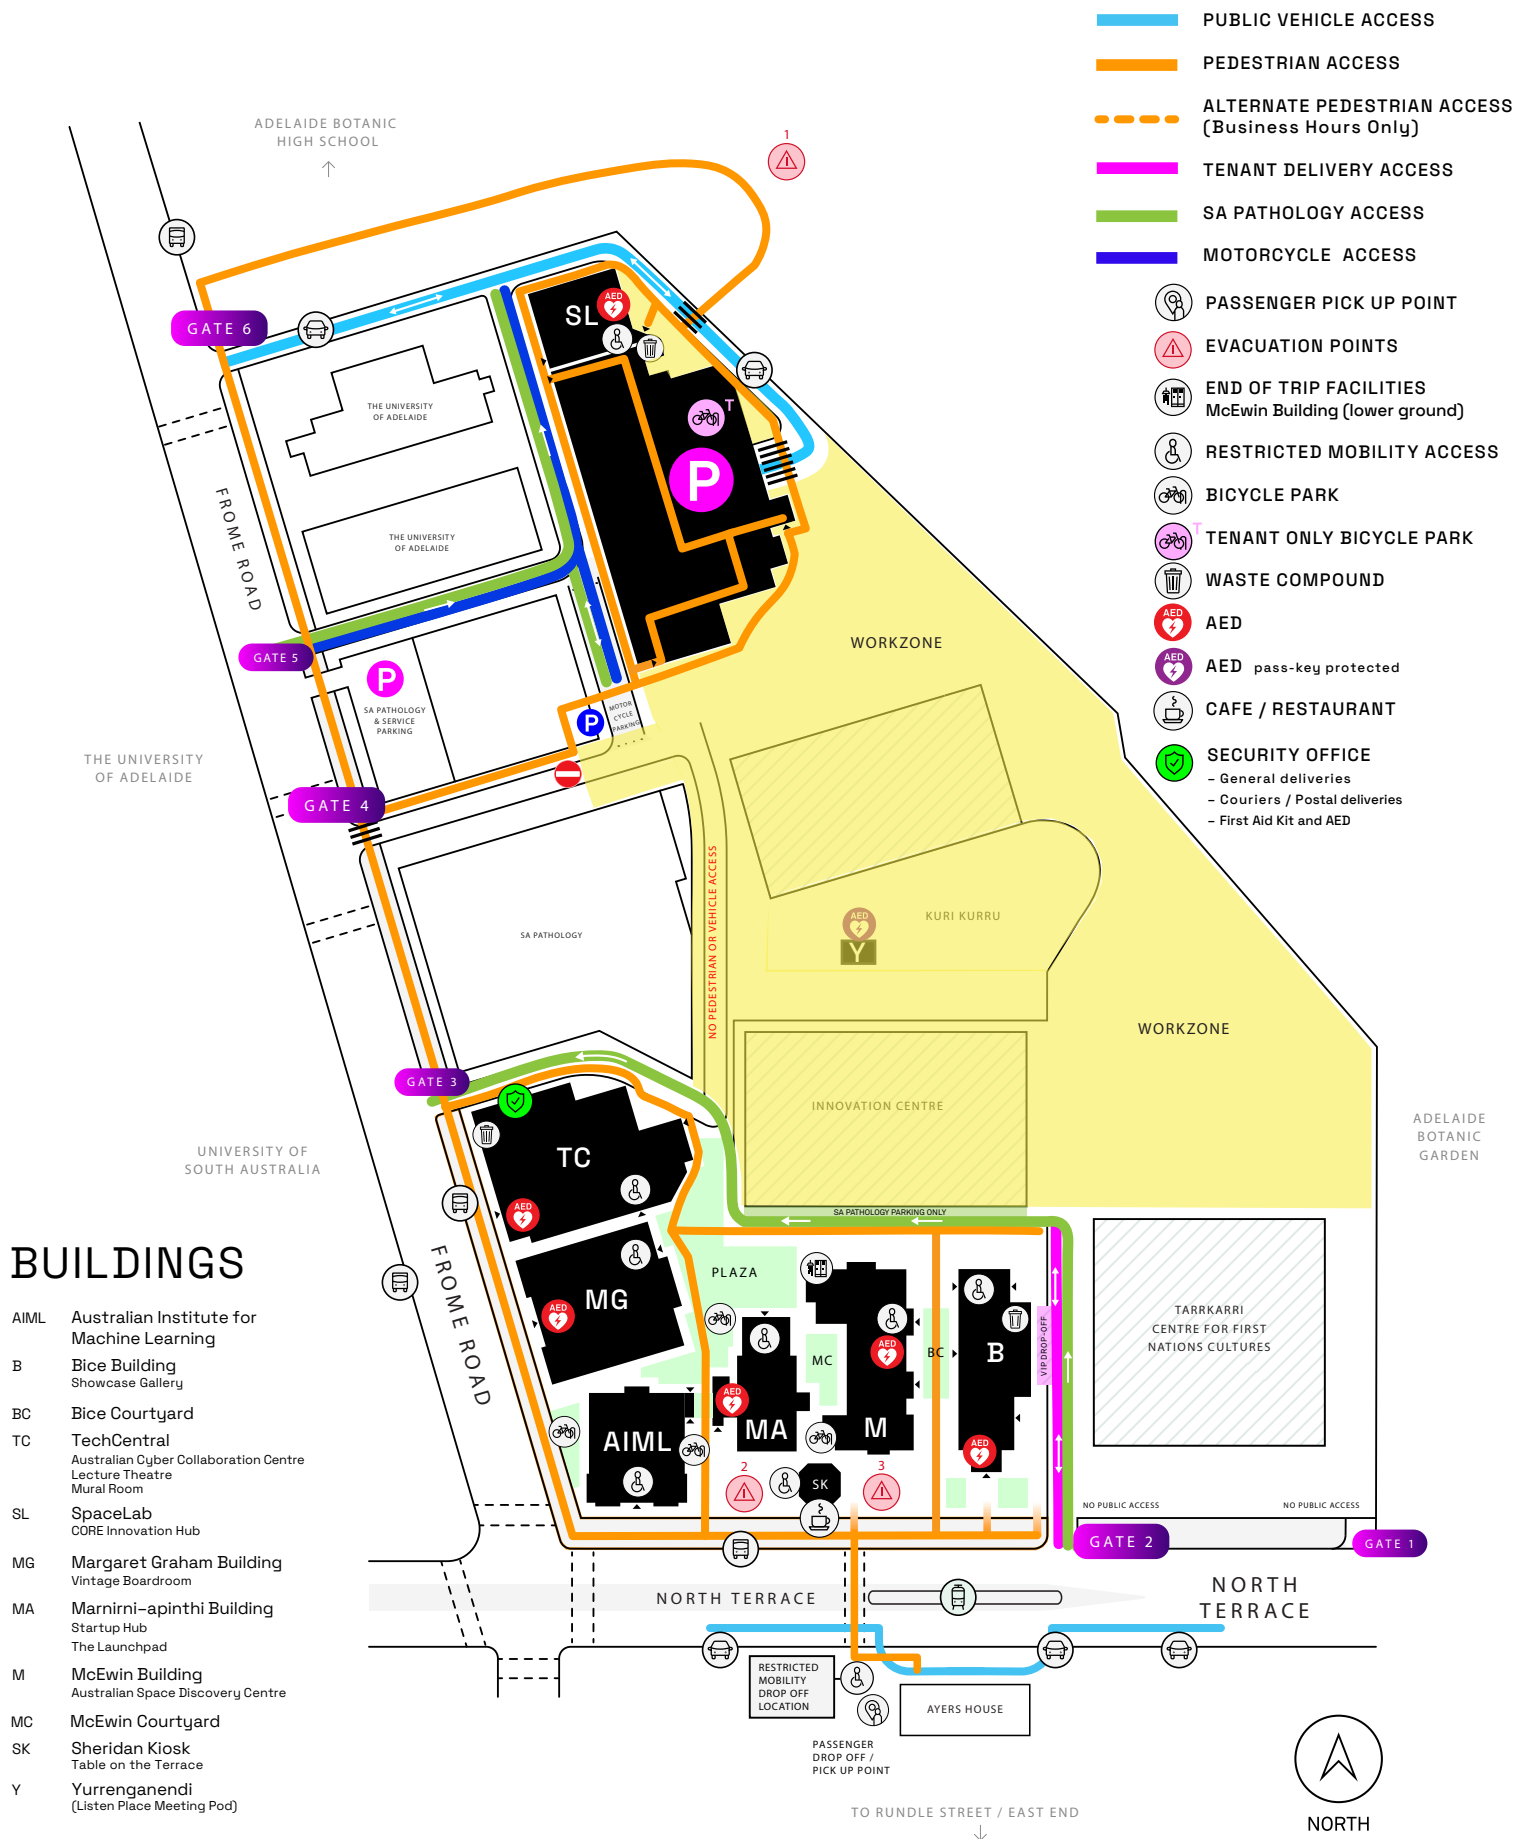 PUBLIC VEHICLE ACCESS
PEDESTRIAN ACCESS
ALTERNATE PEDESTRIAN ACCESS
(Business Hours Only)
TENANT DELIVERY ACCESS
SA PATHOLOGY ACCESS
MOTORCYCLE ACCESS
PASSENGER PICK UP POINT
EVACUATION POINTS
END OF TRIP FACILITIES
McEwin Building (lower ground)
RESTRICTED MOBILITY ACCESS
BICYCLE PARK
T
TENANT ONLY BICYCLE PARK
WASTE COMPOUND
AED
AED
AED
AED pass-key protected
CAFE / RESTAURANT
SECURITY OFFICE
– General deliveries
– Couriers / Postal deliveries
– First Aid Kit and AED
ADELAIDE BOTANIC
HIGH SCHOOL
1
GATE 6
SL
AED
THE UNIVERSITY
OF ADELAIDE
T
P
THE UNIVERSITY
OF ADELAIDE
FROME ROAD
GATE 5
WORKZONE
P
SA PATHOLOGY
& SERVICE
PARKING
P
MOTOR
CYCLE
PARKING
THE UNIVERSITY
OF ADELAIDE
GATE 4
NO PEDESTRIAN OR VEHICLE ACCESS
SA PATHOLOGY
AED
Y
KURI KURRU
WORKZONE
GATE 3
INNOVATION CENTRE
ADELAIDE
BOTANIC
GARDEN
UNIVERSITY OF
SOUTH AUSTRALIA
TC
AED
SA PATHOLOGY PARKING ONLY
MG
AED
PLAZA
FROME ROAD
MC
AED
BC
B
VIP DROP-OFF
TARRKARRI
CENTRE FOR FIRST
NATIONS CULTURES
AED
AIML
MA
M
AED
2
SK
3
NO PUBLIC ACCESS
NO PUBLIC ACCESS
GATE 2
GATE 1
NORTH TERRACE
NORTH
TERRACE
RESTRICTED
MOBILITY
DROP OFF
LOCATION
AYERS HOUSE
PASSENGER
DROP OFF /
PICK UP POINT
TO RUNDLE STREET / EAST END
NORTH
BUILDINGS
AIML Australian Institute for
Machine Learning
B Bice Building
Showcase Gallery
BC Bice Courtyard
TC TechCentral
Australian Cyber Collaboration Centre
Lecture Theatre
Mural Room
SL SpaceLab
CORE Innovation Hub
MG Margaret Graham Building
Vintage Boardroom
MA Marnirni–apinthi Building
Startup Hub
The Launchpad
M McEwin Building
Australian Space Discovery Centre
MC McEwin Courtyard
SK Sheridan Kiosk
Table on the Terrace
Y Yurrenganendi
(Listen Place Meeting Pod)